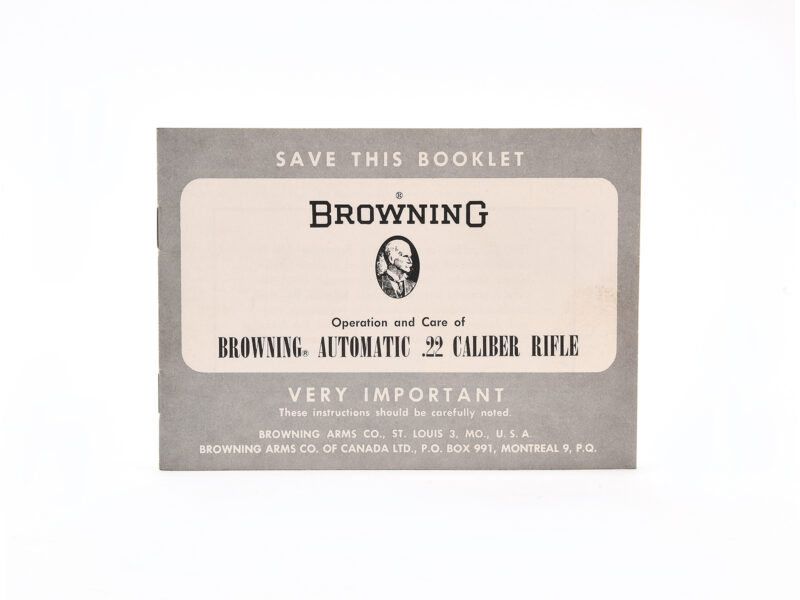 SAVE THIS BOOKLET
®
BROWNING
Operation and Care of
BROWNING® AUTOMATIC .22 CALIBER RIFLE
VERY IMPORTANT
These instructions should be carefully noted.
BROWNING ARMS CO., ST. LOUIS 3, MO., U. S. A.
BROWNING ARMS CO. OF CANADA LTD., P.O. BOX 991, MONTREAL 9, P.Q.